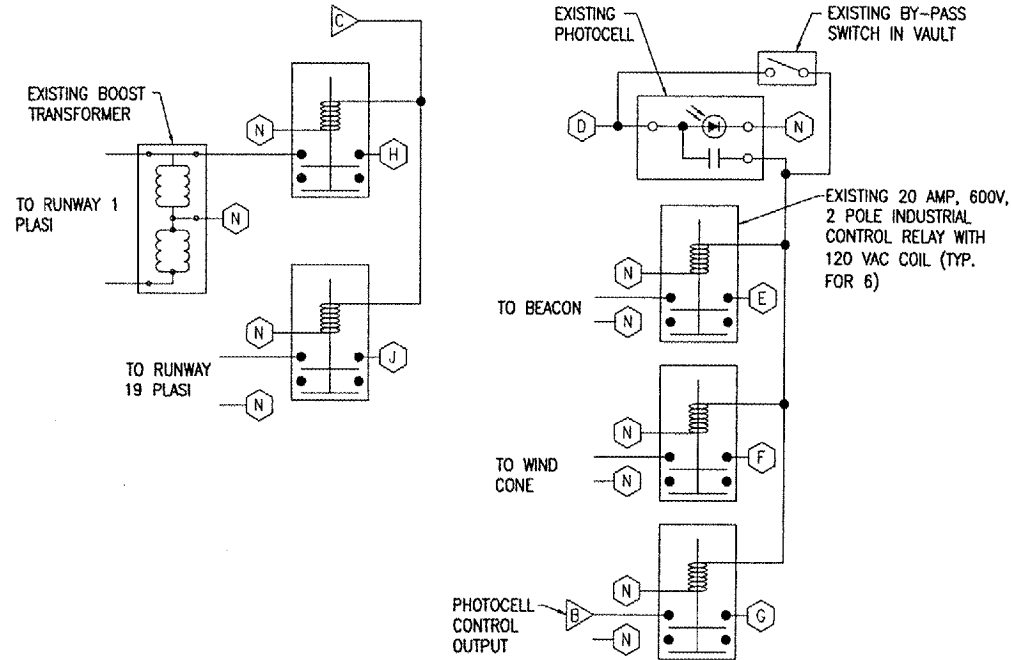 C
EXISTING BOOST
TRANSFORMER
N
H
TO RUNWAY 1
PLASI
N
N
J
TO RUNWAY
19 PLASI
N
EXISTING
PHOTOCELL
EXISTING BY-PASS
SWITCH IN VAULT
D
N
EXISTING 20 AMP, 600V,
2 POLE INDUSTRIAL
CONTROL RELAY WITH
120 VAC COIL (TYP.
FOR 6)
N
E
TO BEACON
N
N
F
TO WIND
CONE
N
N
PHOTOCELL
CONTROL
OUTPUT
B
G
N